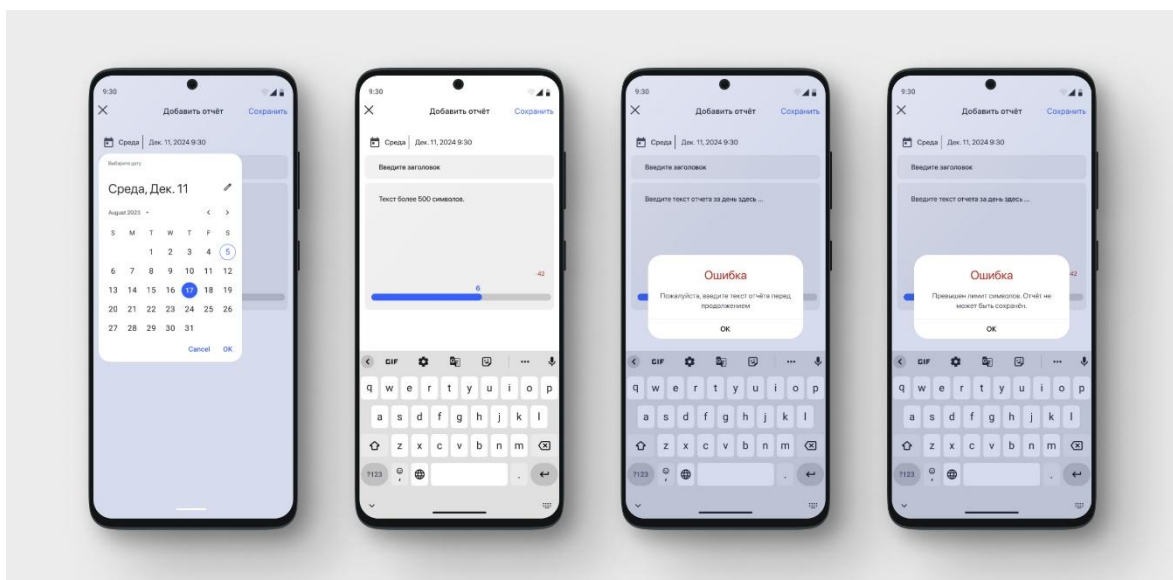 9:30
Добавить отчёт
Сохранить
Среда Дек. 11, 2024 9:30
Выберите дату
Среда, Дек. 11
August 2023
S M T W T F S
1 2 3 4 5
6 7 8 9 10 11 12
13 14 15 16 17 18 19
20 21 22 23 24 25 26
27 28 29 30 31
Cancel OK
9:30
Добавить отчёт
Сохранить
Среда Дек. 11, 2024 9:30
Введите заголовок
Текст более 500 символов.
-42
6
GIF
q w e r t y u i o p
a s d f g h j k l
z x c v b n m
?123 , .
9:30
Добавить отчёт
Сохранить
Среда Дек. 11, 2024 9:30
Введите заголовок
Введите текст отчета за день здесь ...
Ошибка
Пожалуйста, введите текст отчёта перед
продолжением
ОК
GIF
q w e r t y u i o p
a s d f g h j k l
z x c v b n m
?123 , .
9:30
Добавить отчёт
Сохранить
Среда Дек. 11, 2024 9:30
Введите заголовок
Введите текст отчета за день здесь ...
-42
Ошибка
Превышен лимит символов. Отчёт не
может быть сохранён.
ОК
GIF
q w e r t y u i o p
a s d f g h j k l
z x c v b n m
?123 , .